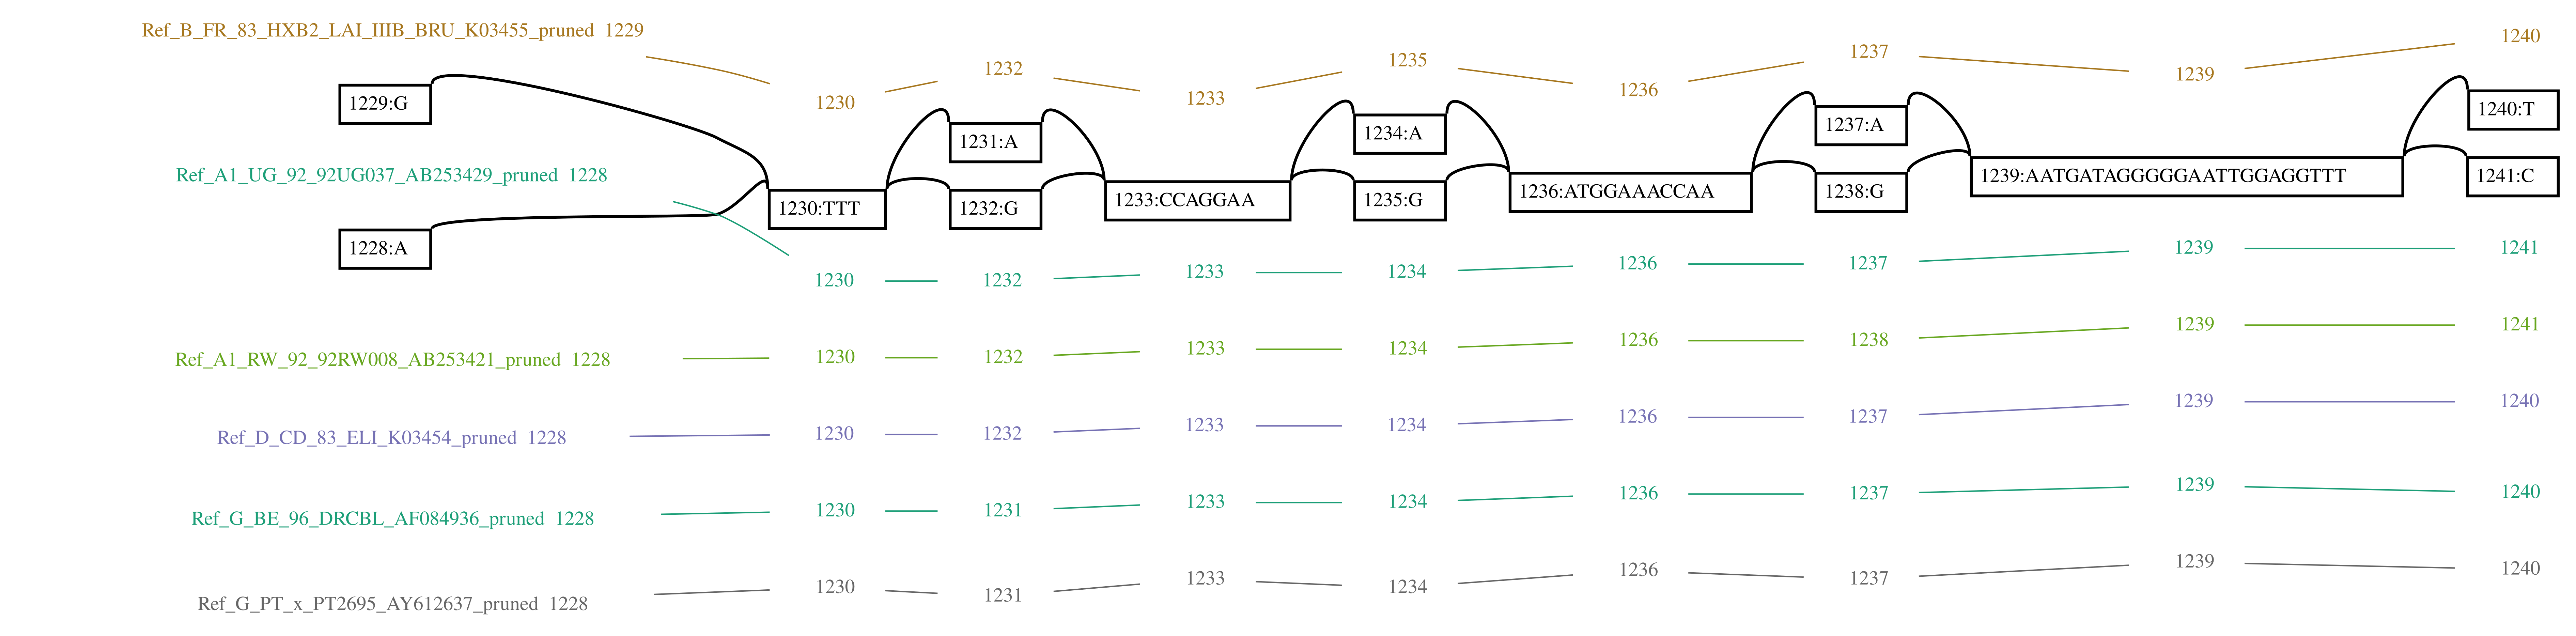 Ref_B_FR_83_HXB2_LAI_IIIB_BRU_K03455_pruned 1229 1230 1232 1233 1235 1236 1237 1239 1240
1229:G 1231:A 1234:A 1237:A 1240:T
1228:A 1230:TTT 1232:G 1233:CCAGGAA 1235:G 1236:ATGGAAACCAA 1238:G 1239:AATGATAGGGGGAATTGGAGGTTT 1241:C
Ref_A1_UG_92_92UG037_AB253429_pruned 1228 1230 1232 1233 1234 1236 1237 1239 1241
Ref_A1_RW_92_92RW008_AB253421_pruned 1228 1230 1232 1233 1234 1236 1238 1239 1241
Ref_D_CD_83_ELI_K03454_pruned 1228 1230 1232 1233 1234 1236 1237 1239 1240
Ref_G_BE_96_DRCBL_AF084936_pruned 1228 1230 1231 1233 1234 1236 1237 1239 1240
Ref_G_PT_x_PT2695_AY612637_pruned 1228 1230 1231 1233 1234 1236 1237 1239 1240